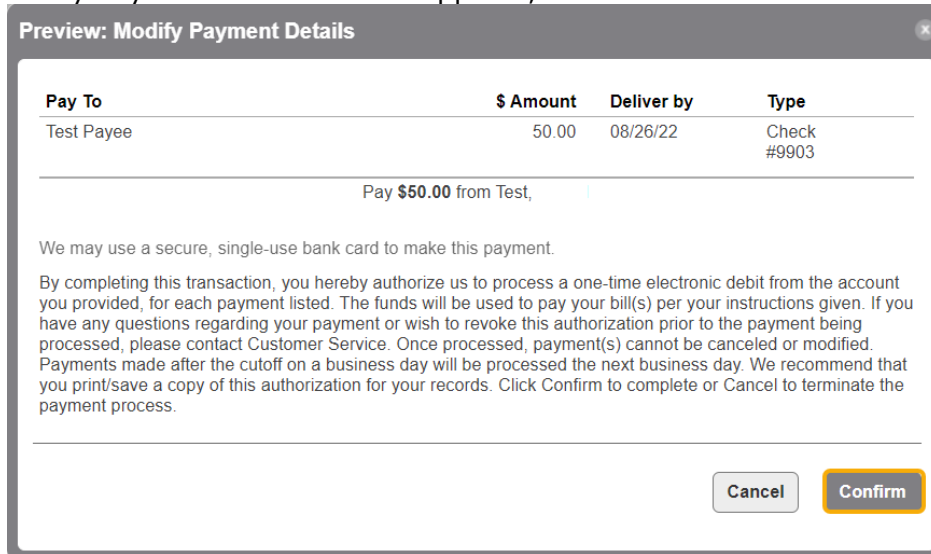 Preview: Modify Payment Details
Pay To $ Amount Deliver by Type
Test Payee 50.00 08/26/22 Check
#9903
Pay $50.00 from Test,
We may use a secure, single-use bank card to make this payment.
By completing this transaction, you hereby authorize us to process a one-time electronic debit from the account
you provided, for each payment listed. The funds will be used to pay your bill(s) per your instructions given. If you
have any questions regarding your payment or wish to revoke this authorization prior to the payment being
processed, please contact Customer Service. Once processed, payment(s) cannot be canceled or modified.
Payments made after the cutoff on a business day will be processed the next business day. We recommend that
you print/save a copy of this authorization for your records. Click Confirm to complete or Cancel to terminate the
payment process.
Cancel Confirm